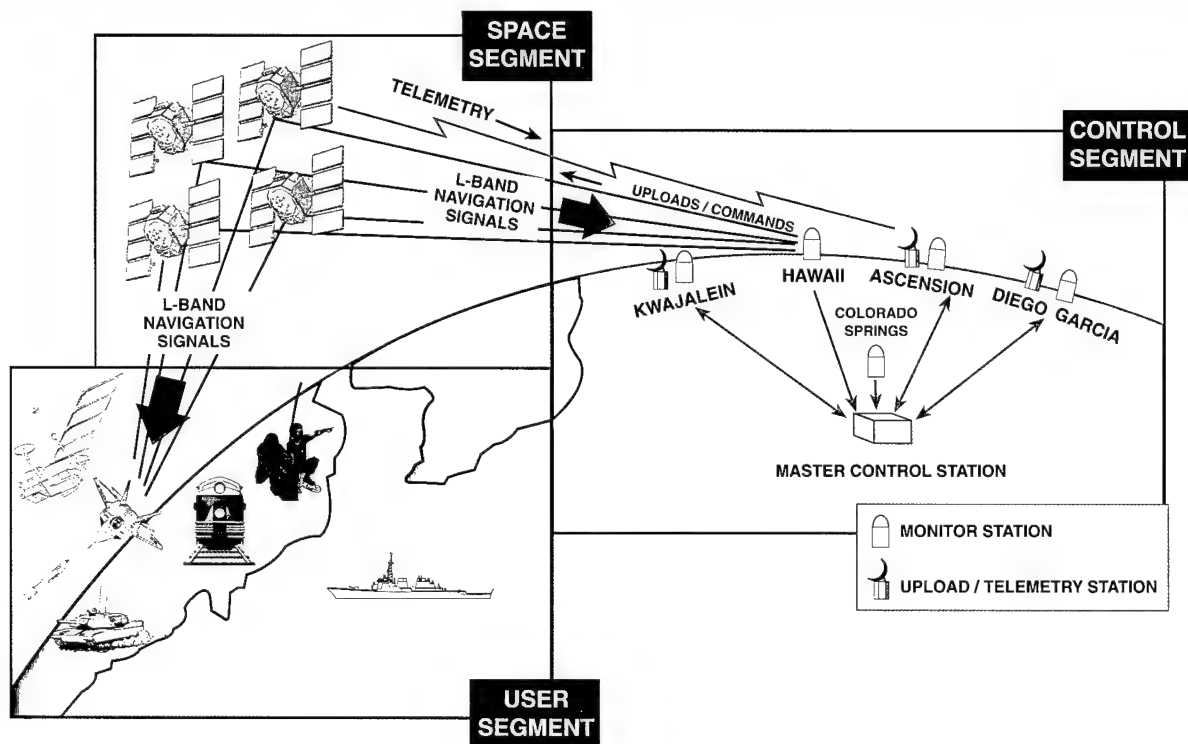 SPACE
SEGMENT
TELEMETRY
CONTROL
SEGMENT
L-BAND
NAVIGATION
SIGNALS
UPLOADS / COMMANDS
HAWAII
ASCENSION
KWAJALEIN
DIEGO GARCIA
COLORADO
SPRINGS
L-BAND
NAVIGATION
SIGNALS
MASTER CONTROL STATION
MONITOR STATION
UPLOAD / TELEMETRY STATION
USER
SEGMENT